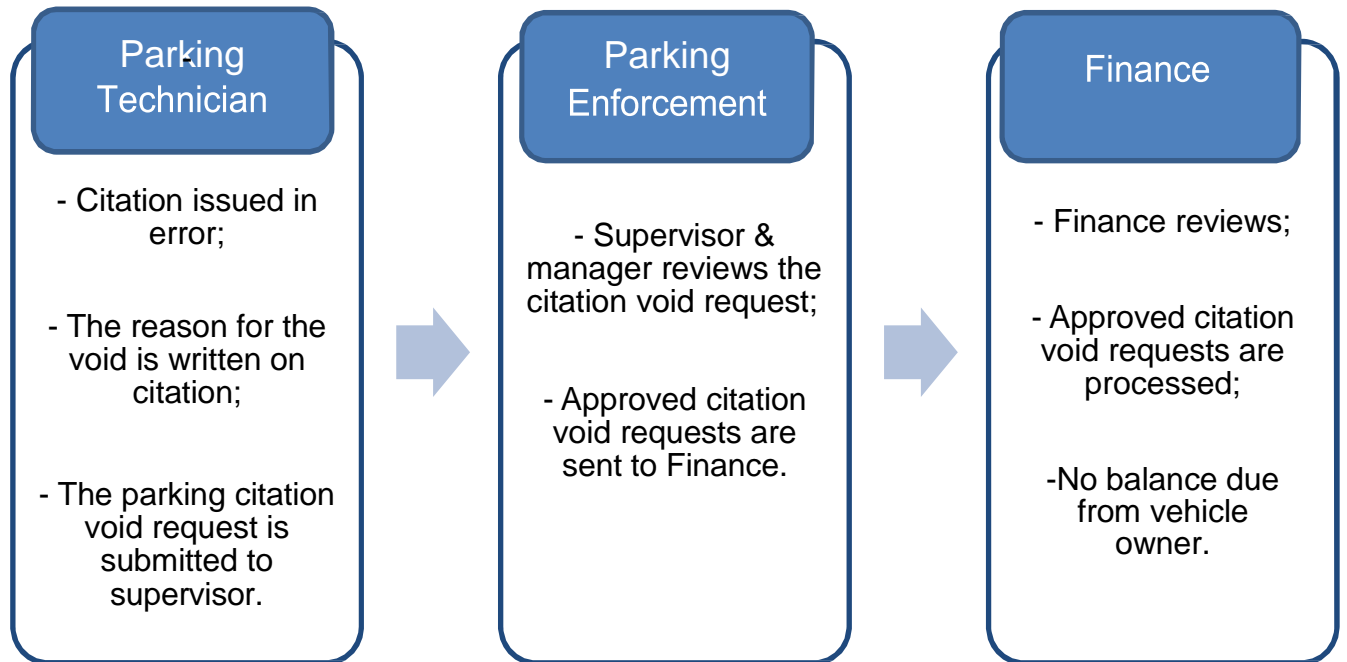 Parking
Technician
- Citation issued in
error;
- The reason for the
void is written on
citation;
- The parking citation
void request is
submitted to
supervisor.
Parking
Enforcement
- Supervisor &
manager reviews the
citation void request;
- Approved citation
void requests are
sent to Finance.
Finance
- Finance reviews;
- Approved citation
void requests are
processed;
-No balance due
from vehicle
owner.